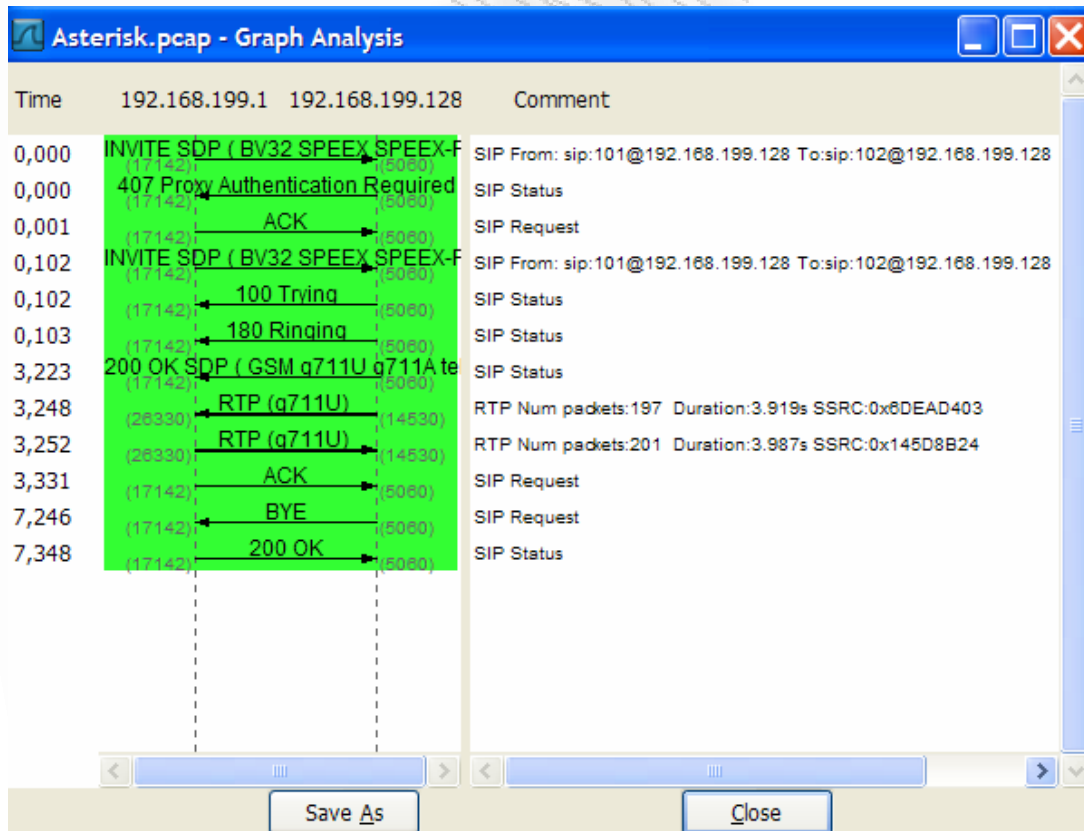 Asterisk.pcap - Graph Analysis
Time 192.168.199.1 192.168.199.128 Comment
0,000 INVITE SDP ( BV32 SPEEX SPEEX-F SIP From: sip:101@192.168.199.128 To:sip:102@192.168.199.128
(17142) (5060)
0,000 407 Proxy Authentication Required SIP Status
(17142) (5060)
0,001 ACK SIP Request
(17142) (5060)
0,102 INVITE SDP ( BV32 SPEEX SPEEX-F SIP From: sip:101@192.168.199.128 To:sip:102@192.168.199.128
(17142) (5060)
0,102 100 Trying SIP Status
(17142) (5060)
0,103 180 Ringing SIP Status
(17142) (5060)
3,223 200 OK SDP ( GSM g711U g711A te SIP Status
(17142) (5060)
3,248 RTP (g711U) RTP Num packets:197 Duration:3.919s SSRC:0x6DEAD403
(26330) (14530)
3,252 RTP (g711U) RTP Num packets:201 Duration:3.987s SSRC:0x145D8B24
(26330) (14530)
3,331 ACK SIP Request
(17142) (5060)
7,246 BYE SIP Request
(17142) (5060)
7,348 200 OK SIP Status
(17142) (5060)
Save As Close